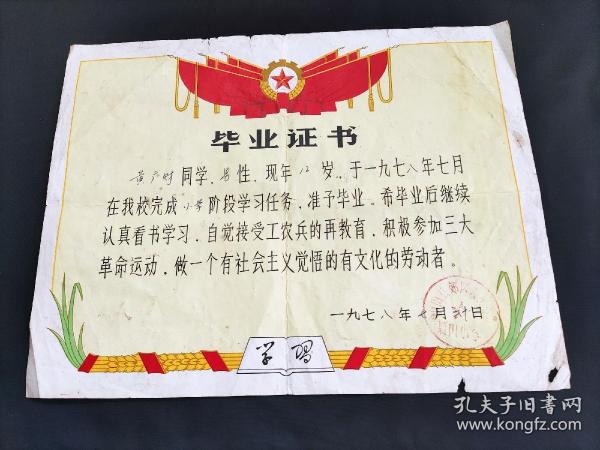 毕业证书
黄广时同学，男性，现年12岁，于一九七八年七月
在我校完成小学阶段学习任务，准予毕业。希毕业后继续
认真看书学习，自觉接受工农兵的再教育，积极参加三大
革命运动，做一个有社会主义觉悟的有文化的劳动者。
一九七八年七月 日
学习
孔夫子旧书网
www.kongfz.com